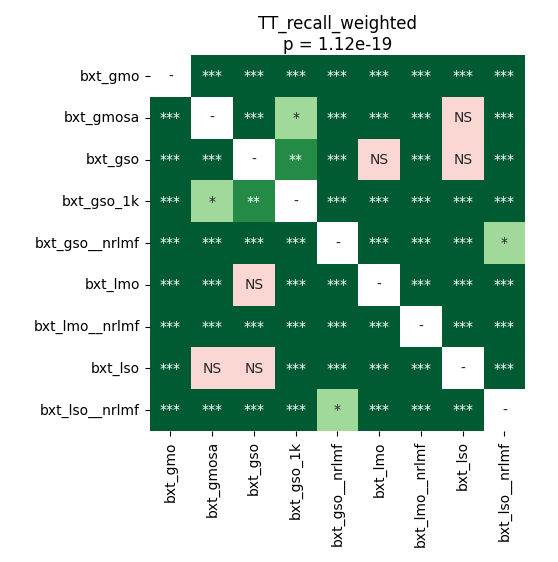 TT_recall_weighted
p = 1.12e-19
bxt_gmo - *** *** *** *** *** *** *** ***
bxt_gmosa *** - *** * *** *** *** NS ***
bxt_gso *** *** - ** *** NS *** NS ***
bxt_gso_1k *** * ** - *** *** *** *** ***
bxt_gso__nrlmf *** *** *** *** - *** *** *** *
bxt_lmo *** *** NS *** *** - *** *** ***
bxt_lmo__nrlmf *** *** *** *** *** *** - *** ***
bxt_lso *** NS NS *** *** *** *** - ***
bxt_lso__nrlmf *** *** *** *** * *** *** *** -
bxt_gmo
bxt_gmosa
bxt_gso
bxt_gso_1k
bxt_gso__nrlmf
bxt_lmo
bxt_lmo__nrlmf
bxt_lso
bxt_lso__nrlmf